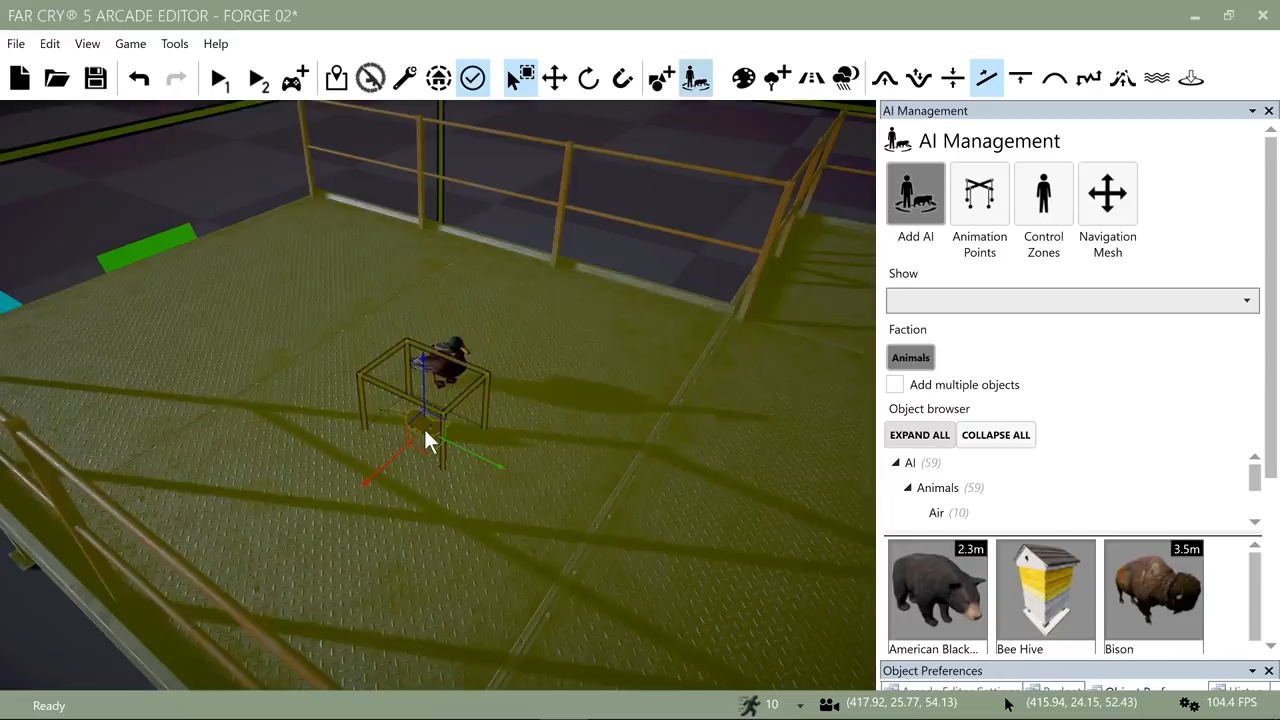 FAR CRY® 5 ARCADE EDITOR - FORGE 02*
File Edit View Game Tools Help
1 2
AI Management
AI Management
Add AI
Animation Points
Control Zones
Navigation Mesh
Show
Faction
Animals
Add multiple objects
Object browser
EXPAND ALL COLLAPSE ALL
AI (59)
Animals (59)
Air (10)
2.3m 3.5m
American Black... Bee Hive Bison
Object Preferences
Ready 10 (417.92, 25.77, 54.13) (415.94, 24.15, 52.43) 104.4 FPS